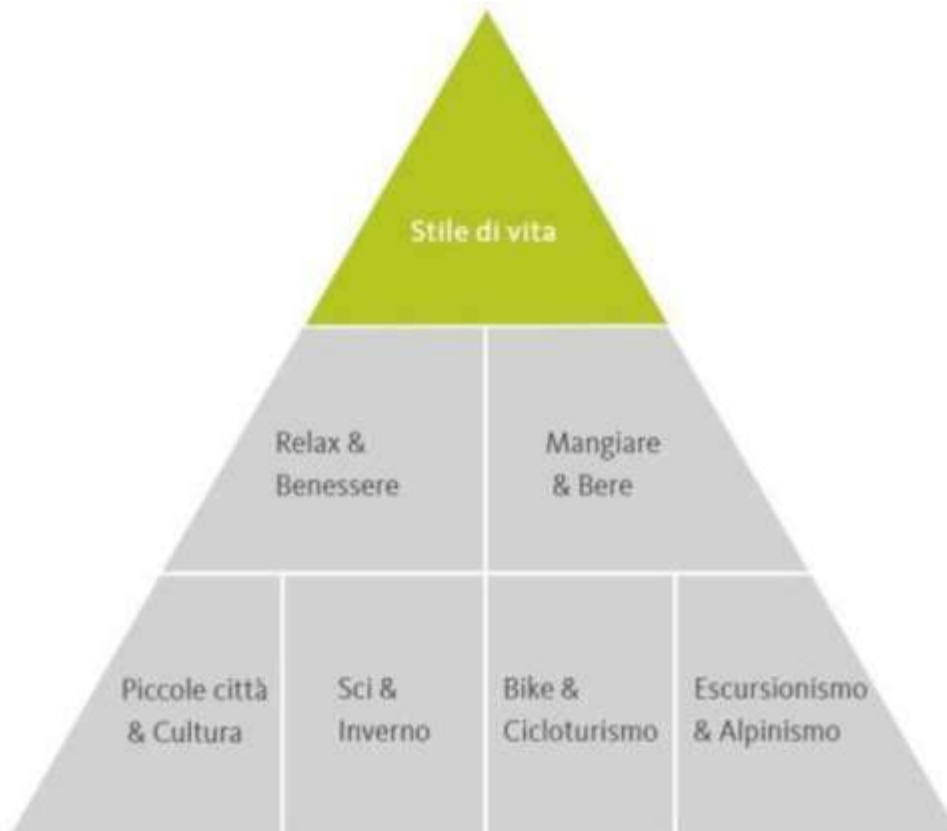 Stile di vita
Relax &
Benessere
Mangiare
& Bere
Piccole città
& Cultura
Sci &
Inverno
Bike &
Cicloturismo
Escursionismo
& Alpinismo